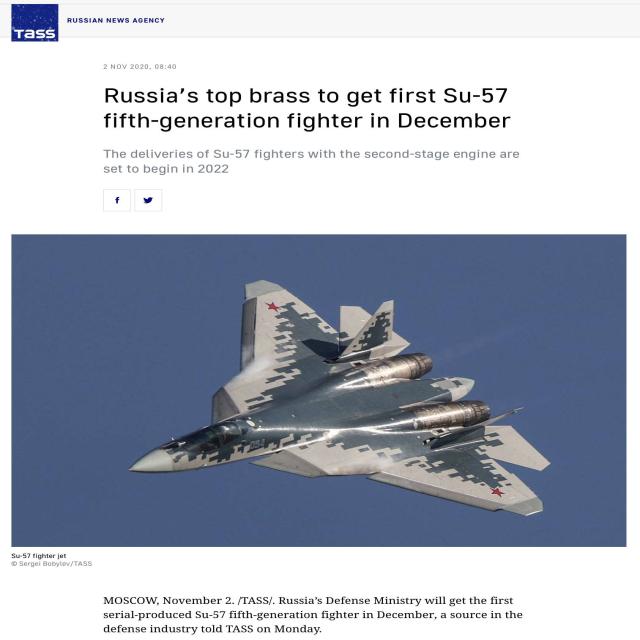 TASS
RUSSIAN NEWS AGENCY
2 NOV 2020, 08:40
Russia's top brass to get first Su-57
fifth-generation fighter in December
The deliveries of Su-57 fighters with the second-stage engine are
set to begin in 2022
f
Su-57 fighter jet
© Sergei Bobylev/TASS
MOSCOW, November 2. /TASS/. Russia's Defense Ministry will get the first
serial-produced Su-57 fifth-generation fighter in December, a source in the
defense industry told TASS on Monday.